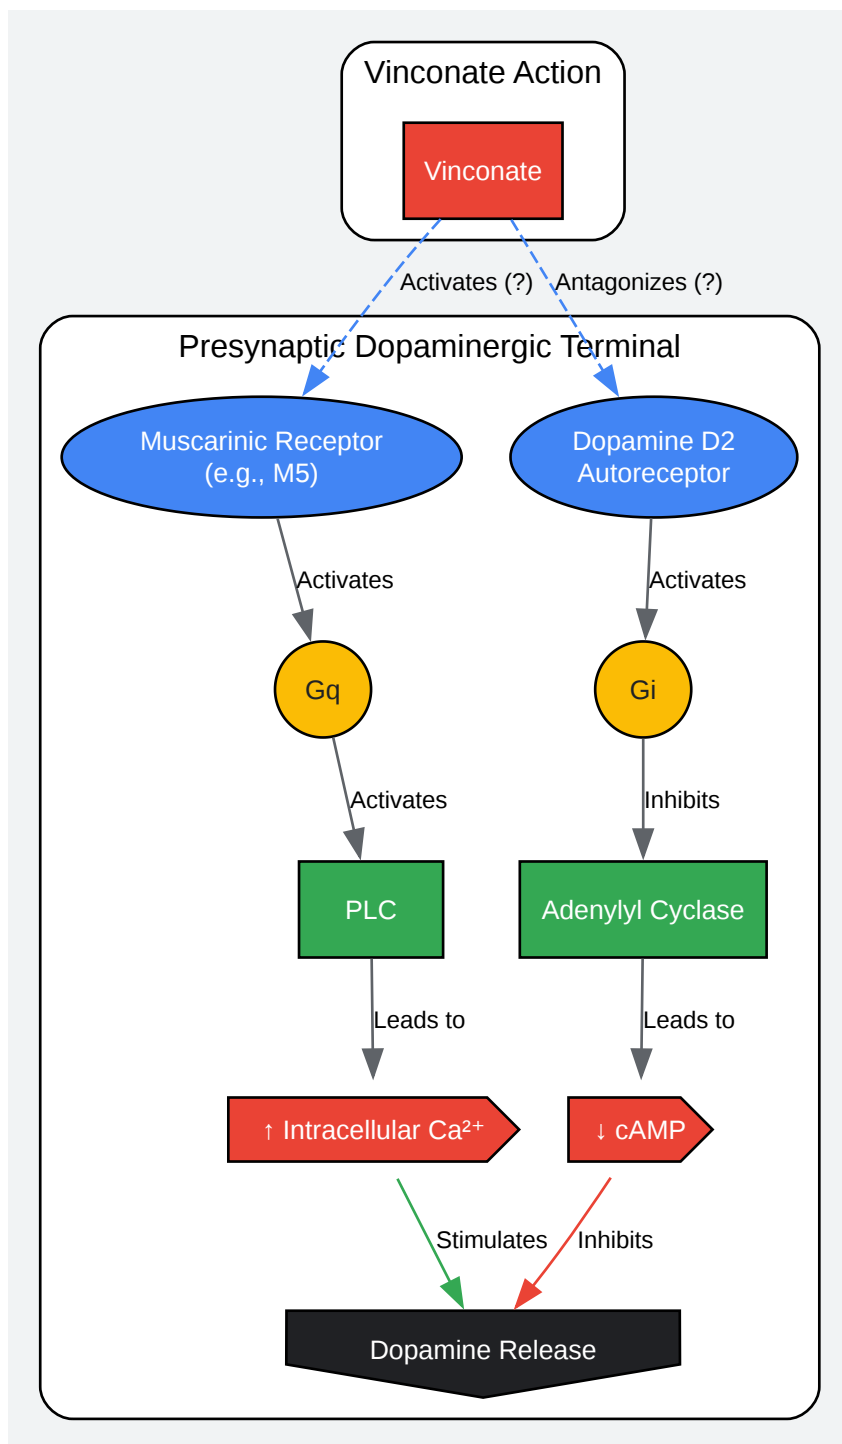 Vinconate Action
Vinconate
Activates (?)
Antagonizes (?)
Presynaptic Dopaminergic Terminal
Muscarinic Receptor
(e.g., M5)
Dopamine D2
Autoreceptor
Activates
Activates
Gq
Gi
Activates
Inhibits
PLC
Adenylyl Cyclase
Leads to
Leads to
↑ Intracellular Ca²⁺
↓ cAMP
Stimulates
Inhibits
Dopamine Release